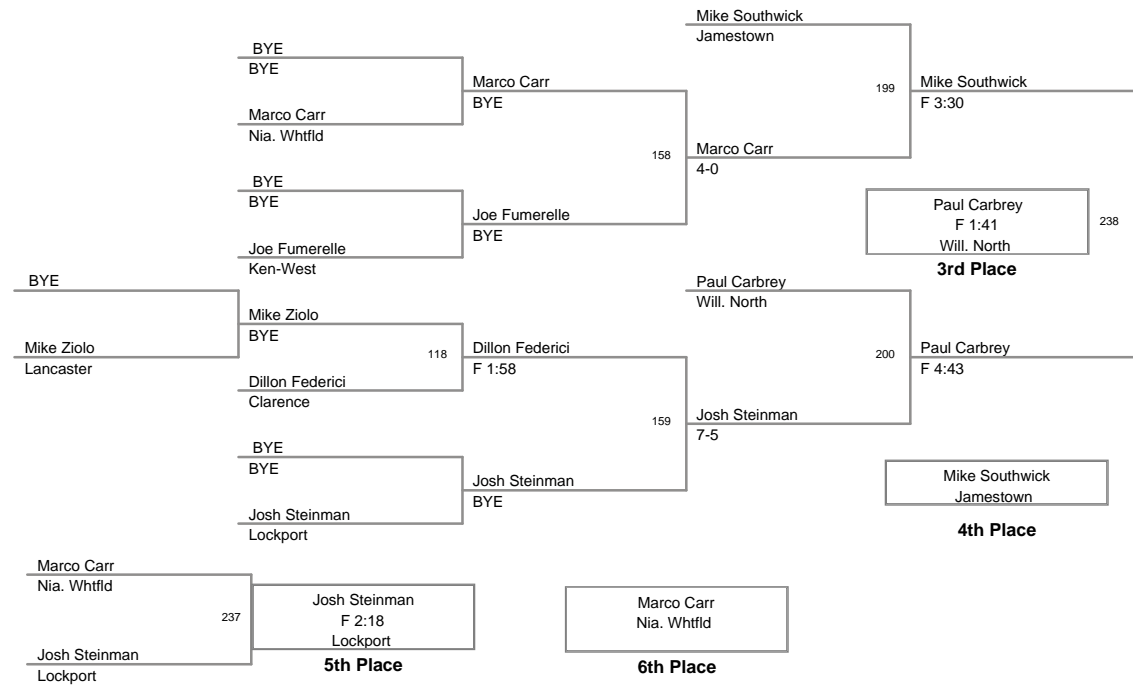 Mike Southwick
Jamestown
BYE
BYE
Marco Carr
BYE
199
Mike Southwick
F 3:30
Marco Carr
Nia. Whtfld
158
Marco Carr
4-0
BYE
BYE
Joe Fumerelle
BYE
Paul Carbrey
F 1:41
Will. North
238
3rd Place
Joe Fumerelle
Ken-West
BYE
Paul Carbrey
Will. North
Mike Ziolo
BYE
Mike Ziolo
Lancaster
118
Dillon Federici
F 1:58
200
Paul Carbrey
F 4:43
Dillon Federici
Clarence
159
Josh Steinman
7-5
BYE
BYE
Josh Steinman
BYE
Mike Southwick
Jamestown
4th Place
Josh Steinman
Lockport
Marco Carr
Nia. Whtfld
237
Josh Steinman
F 2:18
Lockport
5th Place
Marco Carr
Nia. Whtfld
6th Place
Josh Steinman
Lockport